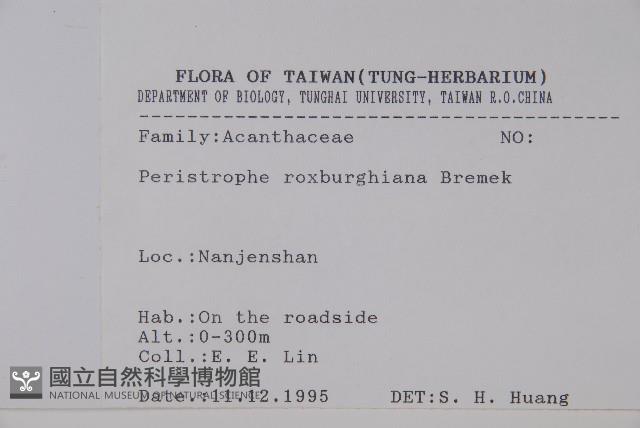 FLORA OF TAIWAN(TUNG-HERBARIUM)
DEPARTMENT OF BIOLOGY, TUNGHAI UNIVERSITY, TAIWAN R.O.CHINA
Family:Acanthaceae NO:
Peristrophe roxburghiana Bremek
Loc.:Nanjenshan
Hab.:On the roadside
Alt.:0-300m
Coll.:E. E. Lin
國立自然科學博物館
NATIONAL MUSEUM OF NATURAL SCIENCE
Date.:11.12.1995 DET:S. H. Huang